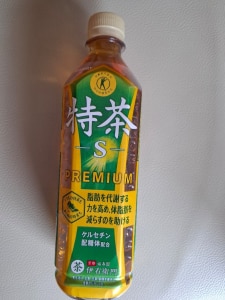 特茶
S
PREMIUM
脂肪を代謝する
力を高め、体脂肪を
減らすのを助ける
ケルセチン
配糖体配合
茶
伊右衛門